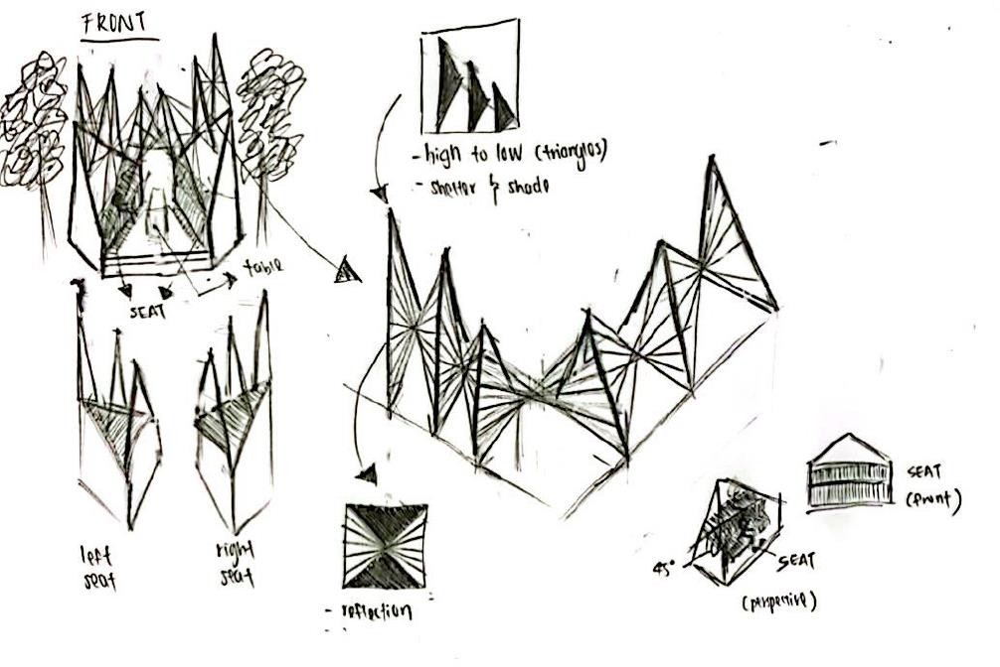 FRONT
- high to low (triangles)
- shelter & shade
table
SEAT
left
seat
right
seat
- reflection
SEAT
(front)
45°
SEAT
(perspective)